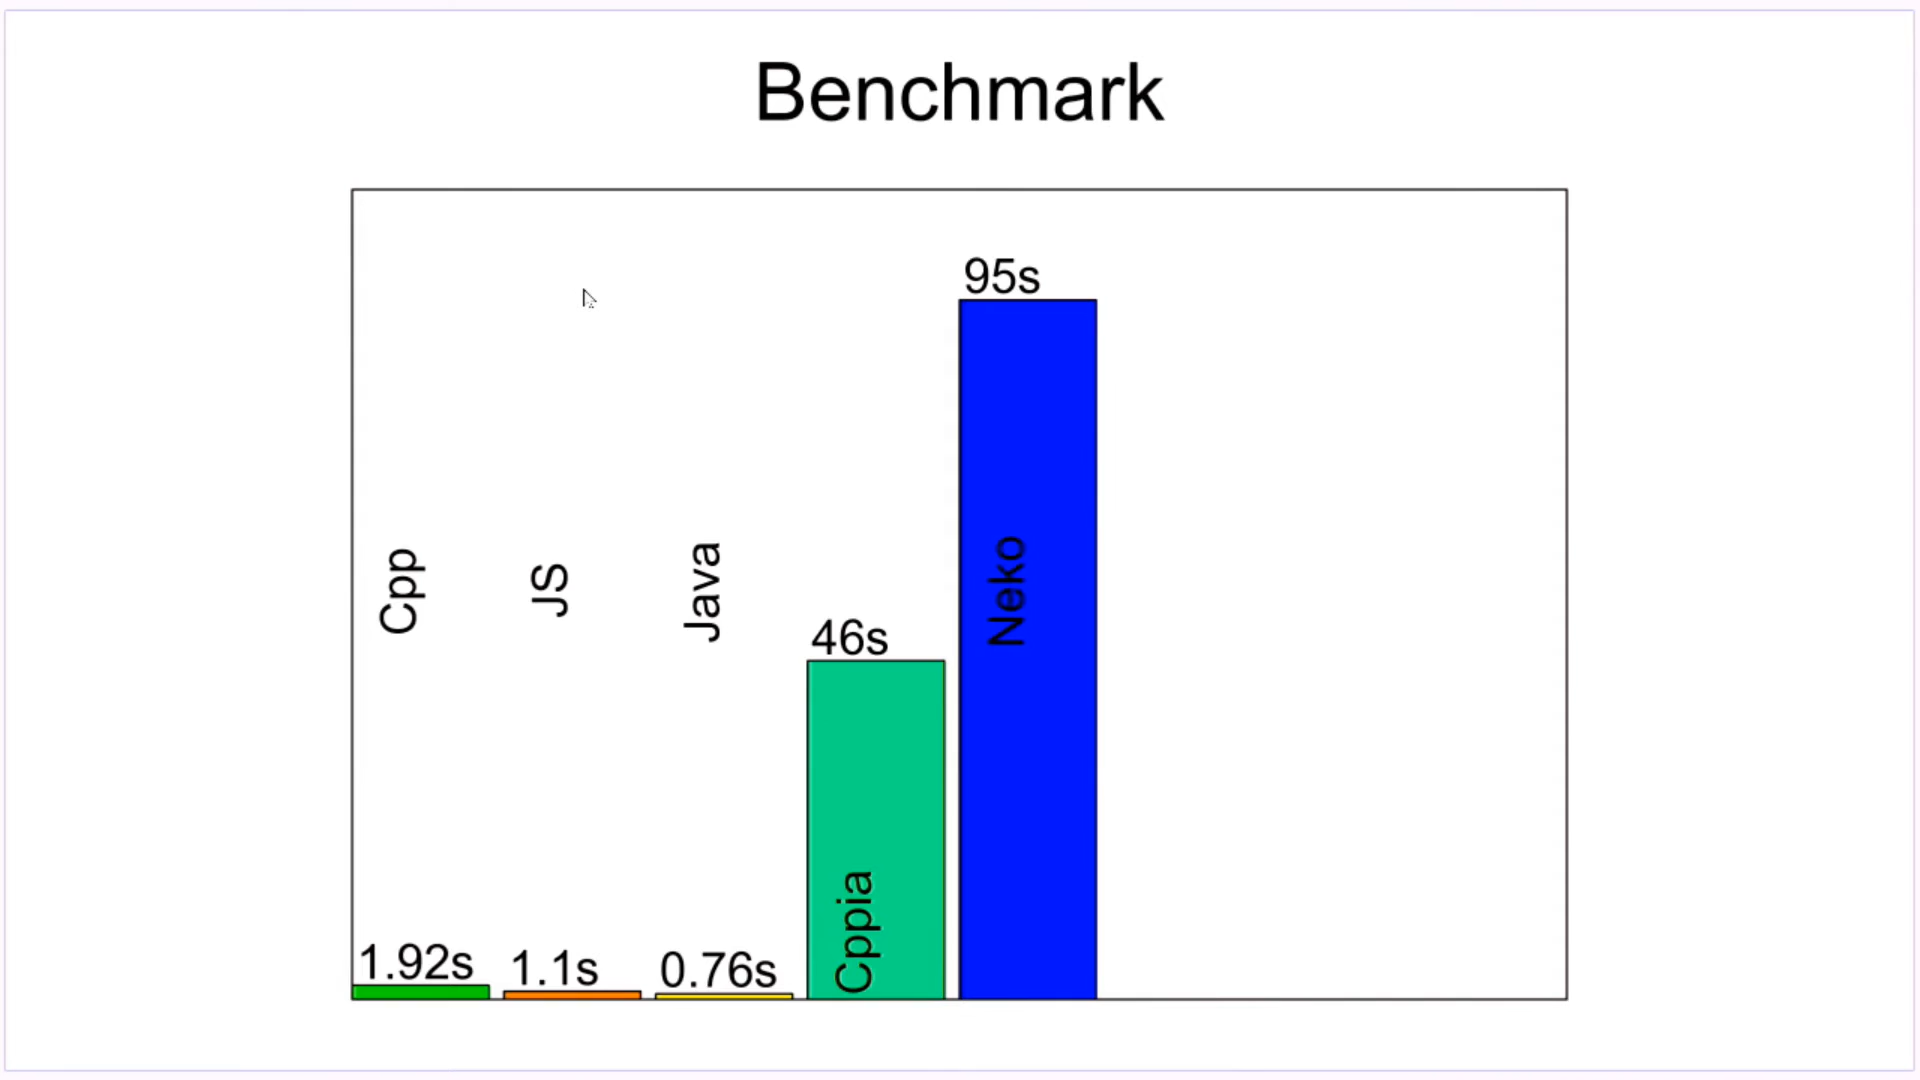 Benchmark
95s
46s
1.92s
1.1s
0.76s
Cpp
JS
Java
Cppia
Neko